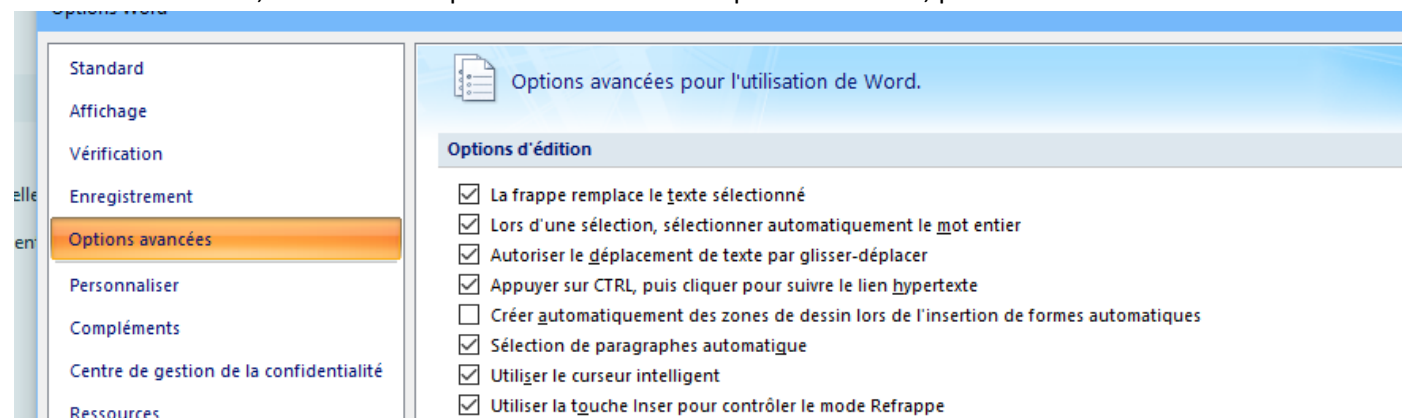 Options Word
Standard
Affichage
Vérification
Enregistrement
Options avancées
Personnaliser
Compléments
Centre de gestion de la confidentialité
Ressources
Options avancées pour l'utilisation de Word.
Options d'édition
La frappe remplace le texte sélectionné
Lors d'une sélection, sélectionner automatiquement le mot entier
Autoriser le déplacement de texte par glisser-déplacer
Appuyer sur CTRL, puis cliquer pour suivre le lien hypertexte
Créer automatiquement des zones de dessin lors de l'insertion de formes automatiques
Sélection de paragraphes automatique
Utiliser le curseur intelligent
Utiliser la touche Inser pour contrôler le mode Refrappe